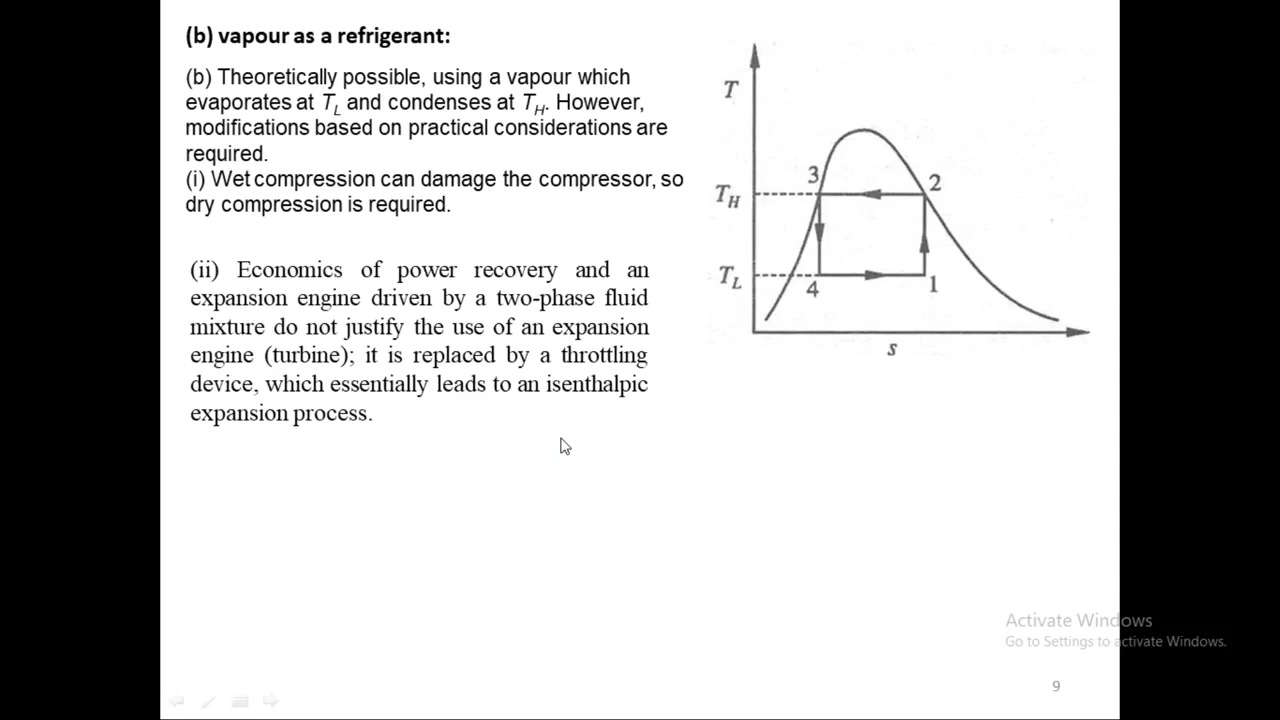 (b) vapour as a refrigerant:
(b) Theoretically possible, using a vapour which
evaporates at TL and condenses at TH. However,
modifications based on practical considerations are
required.
(i) Wet compression can damage the compressor, so
dry compression is required.
(ii) Economics of power recovery and an
expansion engine driven by a two-phase fluid
mixture do not justify the use of an expansion
engine (turbine); it is replaced by a throttling
device, which essentially leads to an isenthalpic
expansion process.
T
3
2
TH
TL
4
1
s
Activate Windows
Go to Settings to activate Windows.
9